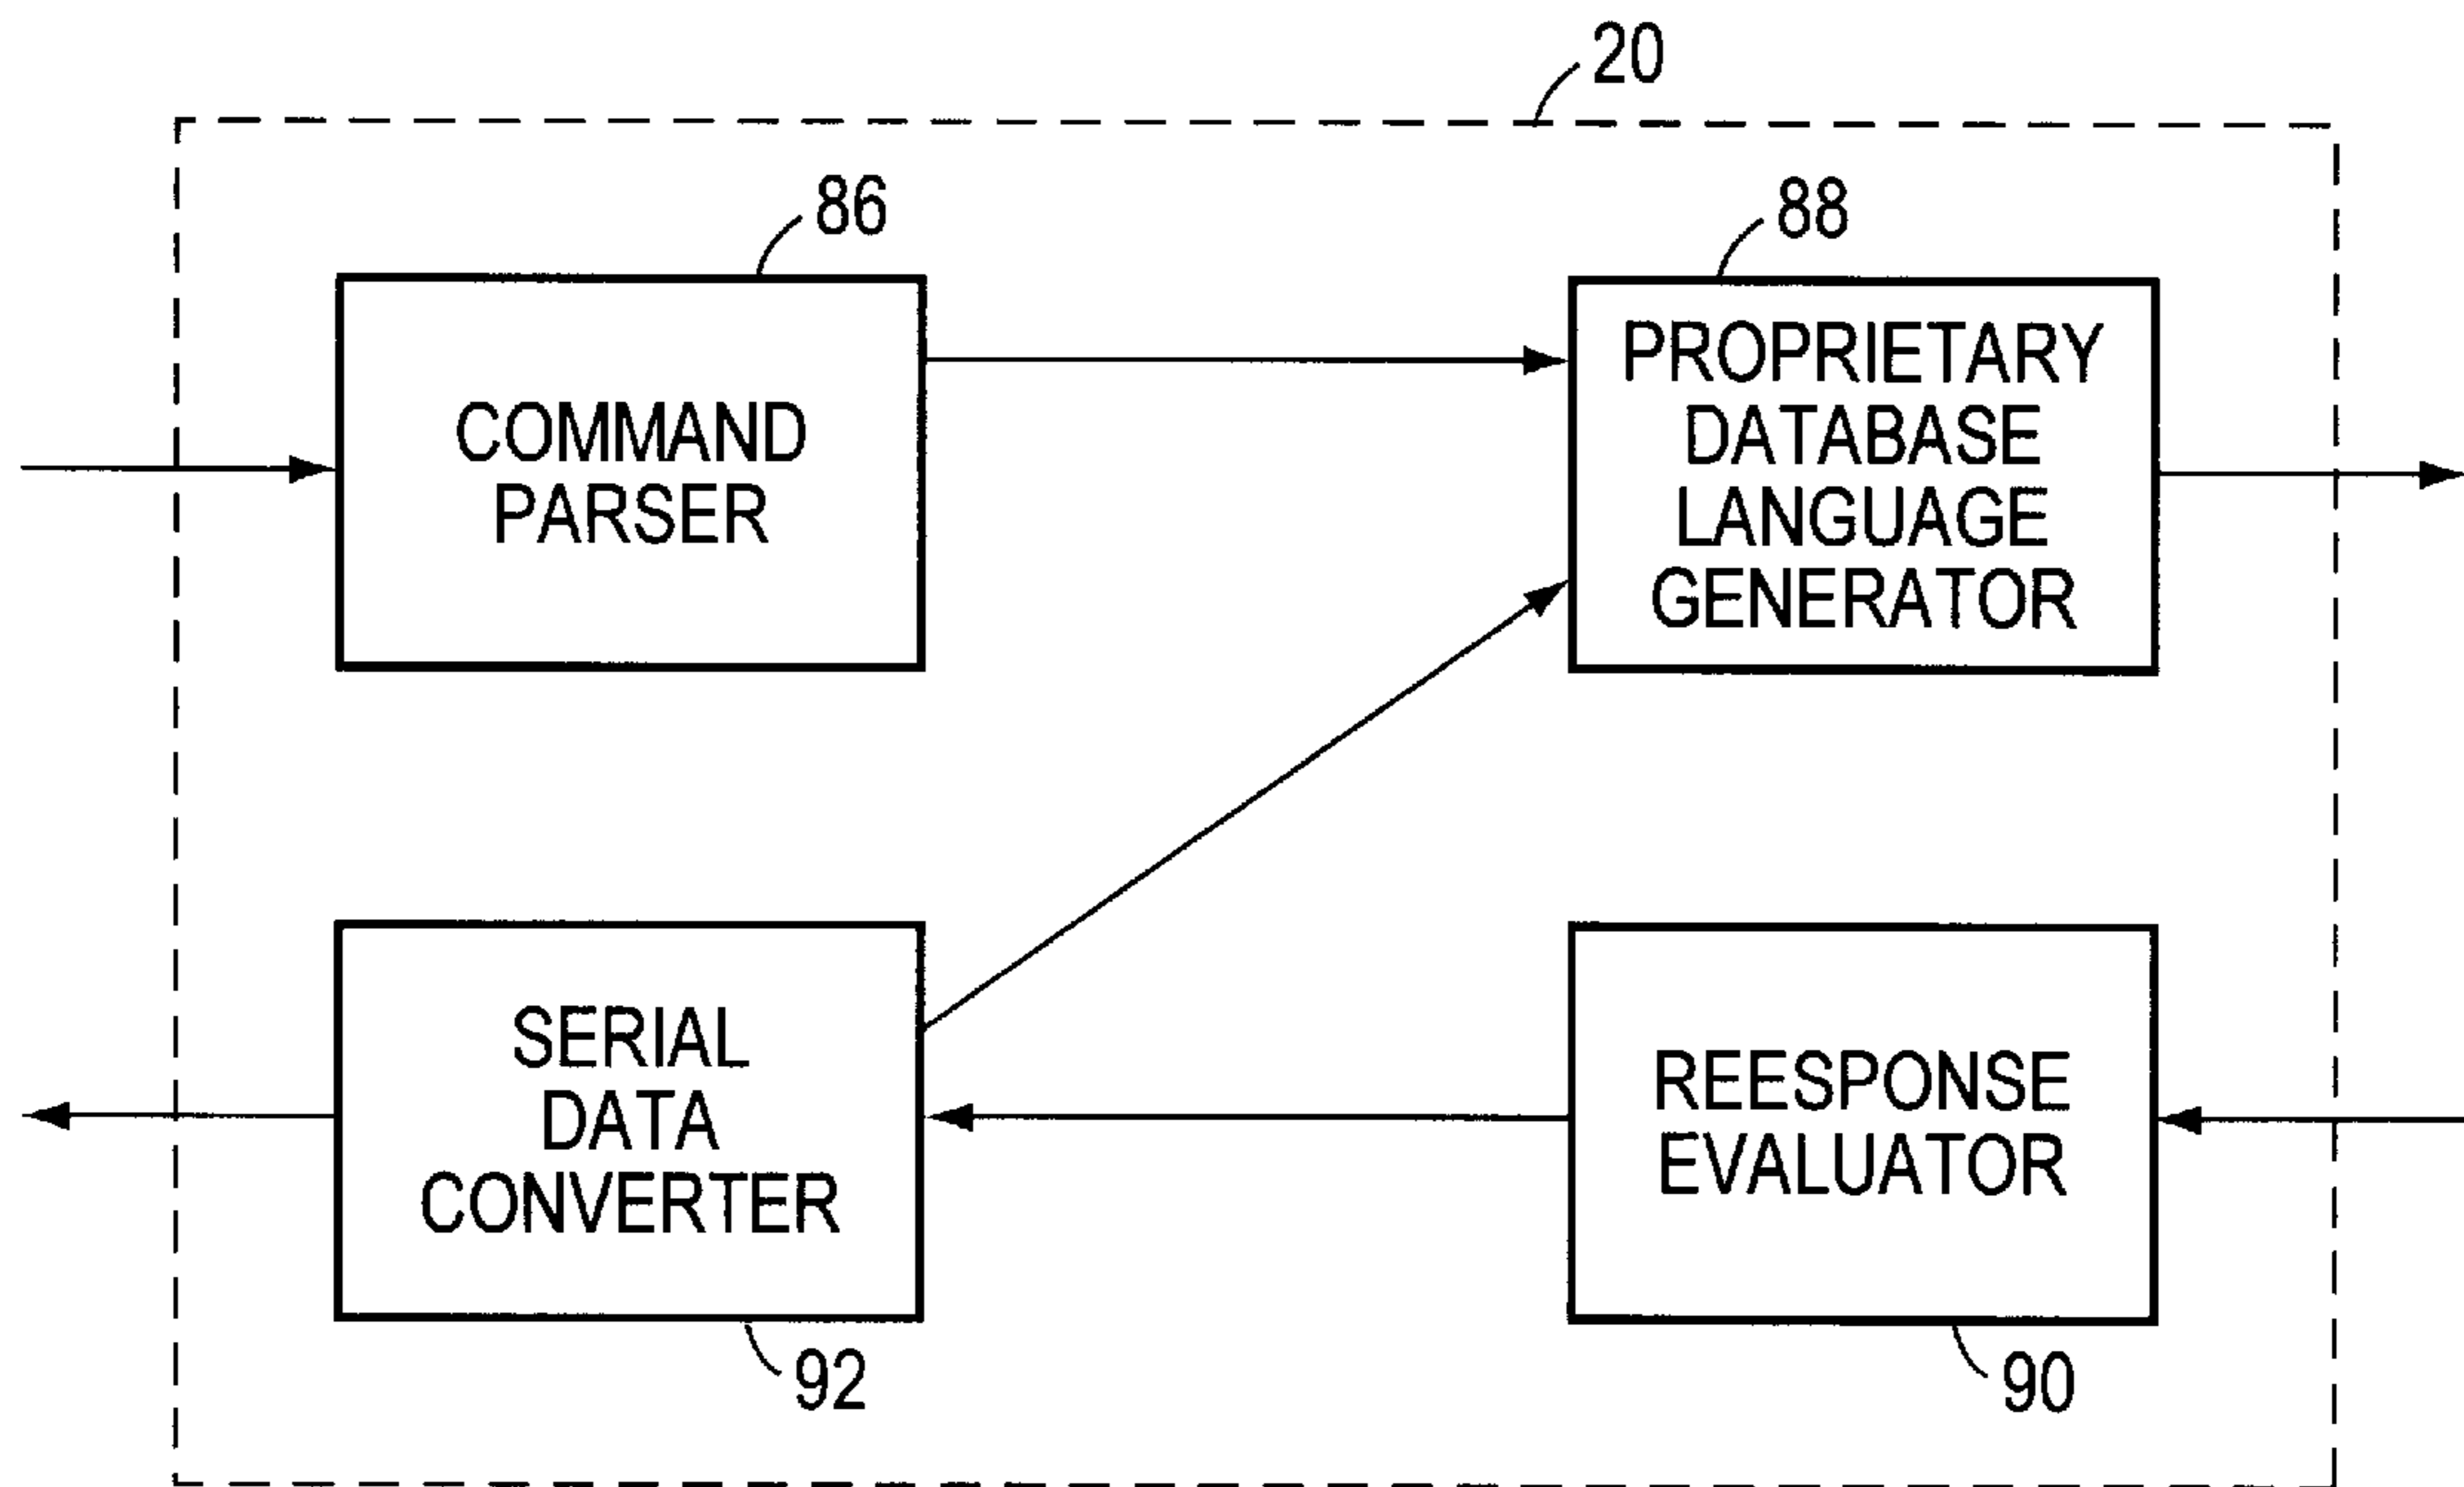 20
86
88
COMMAND
PARSER
PROPRIETARY
DATABASE
LANGUAGE
GENERATOR
SERIAL
DATA
CONVERTER
REESPONSE
EVALUATOR
92
90